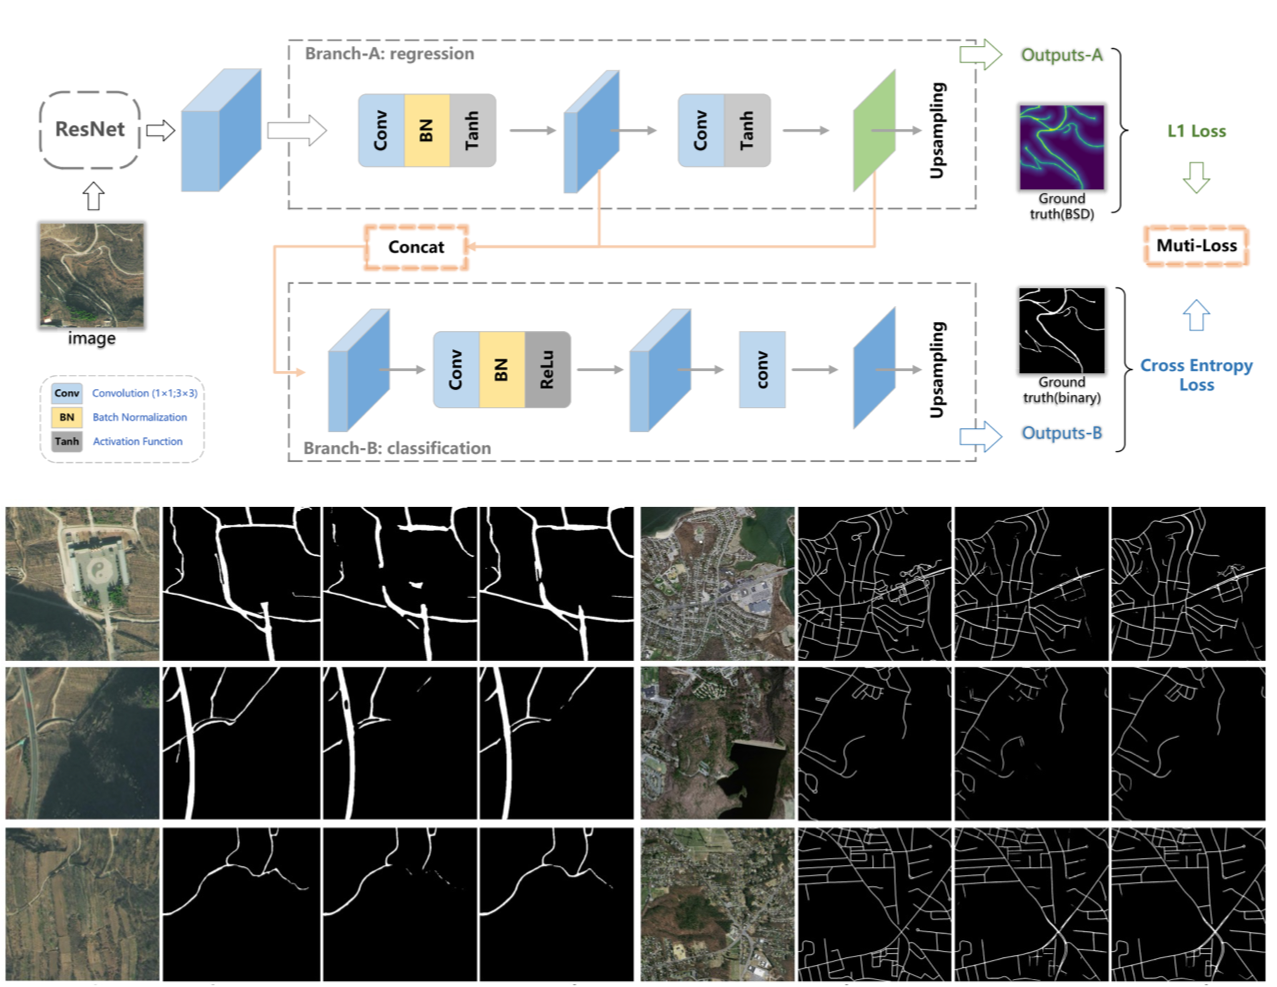 Branch-A: regression
ResNet
Conv
BN
Tanh
Conv
Tanh
Upsampling
Outputs-A
Ground
truth(BSD)
L1 Loss
image
Concat
Muti-Loss
Conv
BN
ReLu
conv
Upsampling
Ground
truth(binary)
Cross Entropy
Loss
Outputs-B
Branch-B: classification
Conv Convolution (1×1;3×3)
BN Batch Normalization
Tanh Activation Function